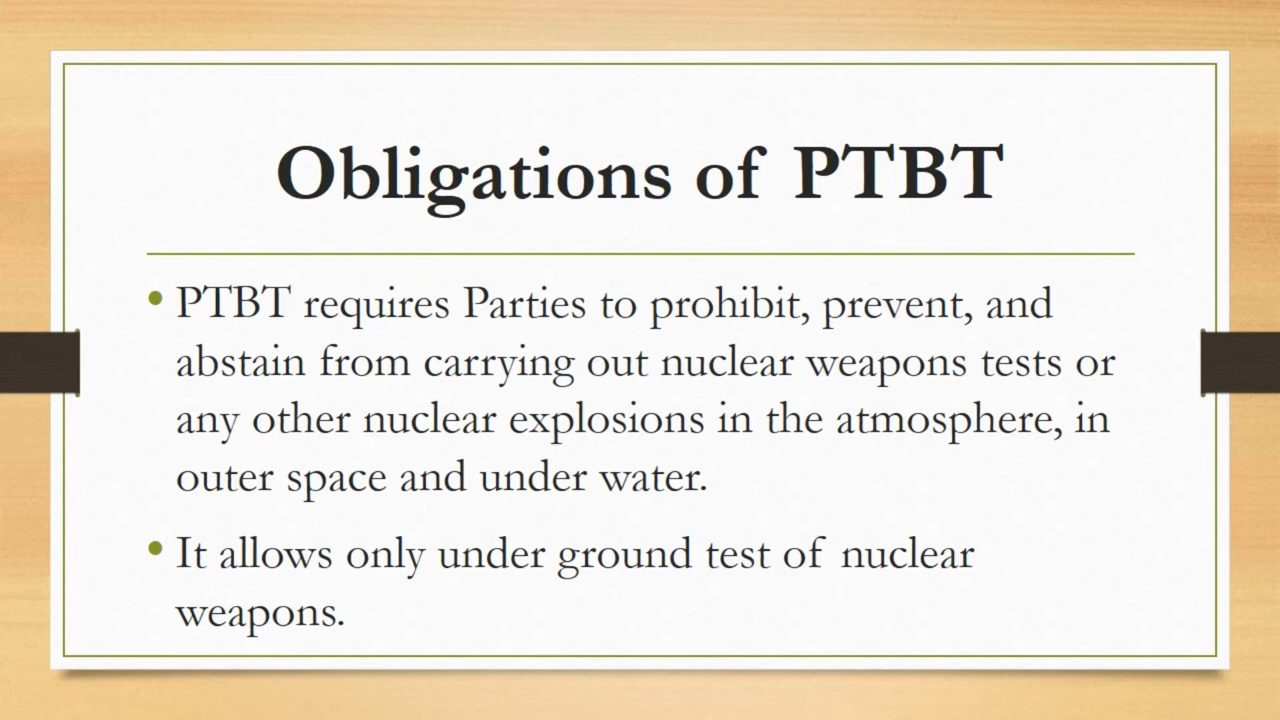 Obligations of PTBT
• PTBT requires Parties to prohibit, prevent, and
abstain from carrying out nuclear weapons tests or
any other nuclear explosions in the atmosphere, in
outer space and under water.
• It allows only under ground test of nuclear
weapons.